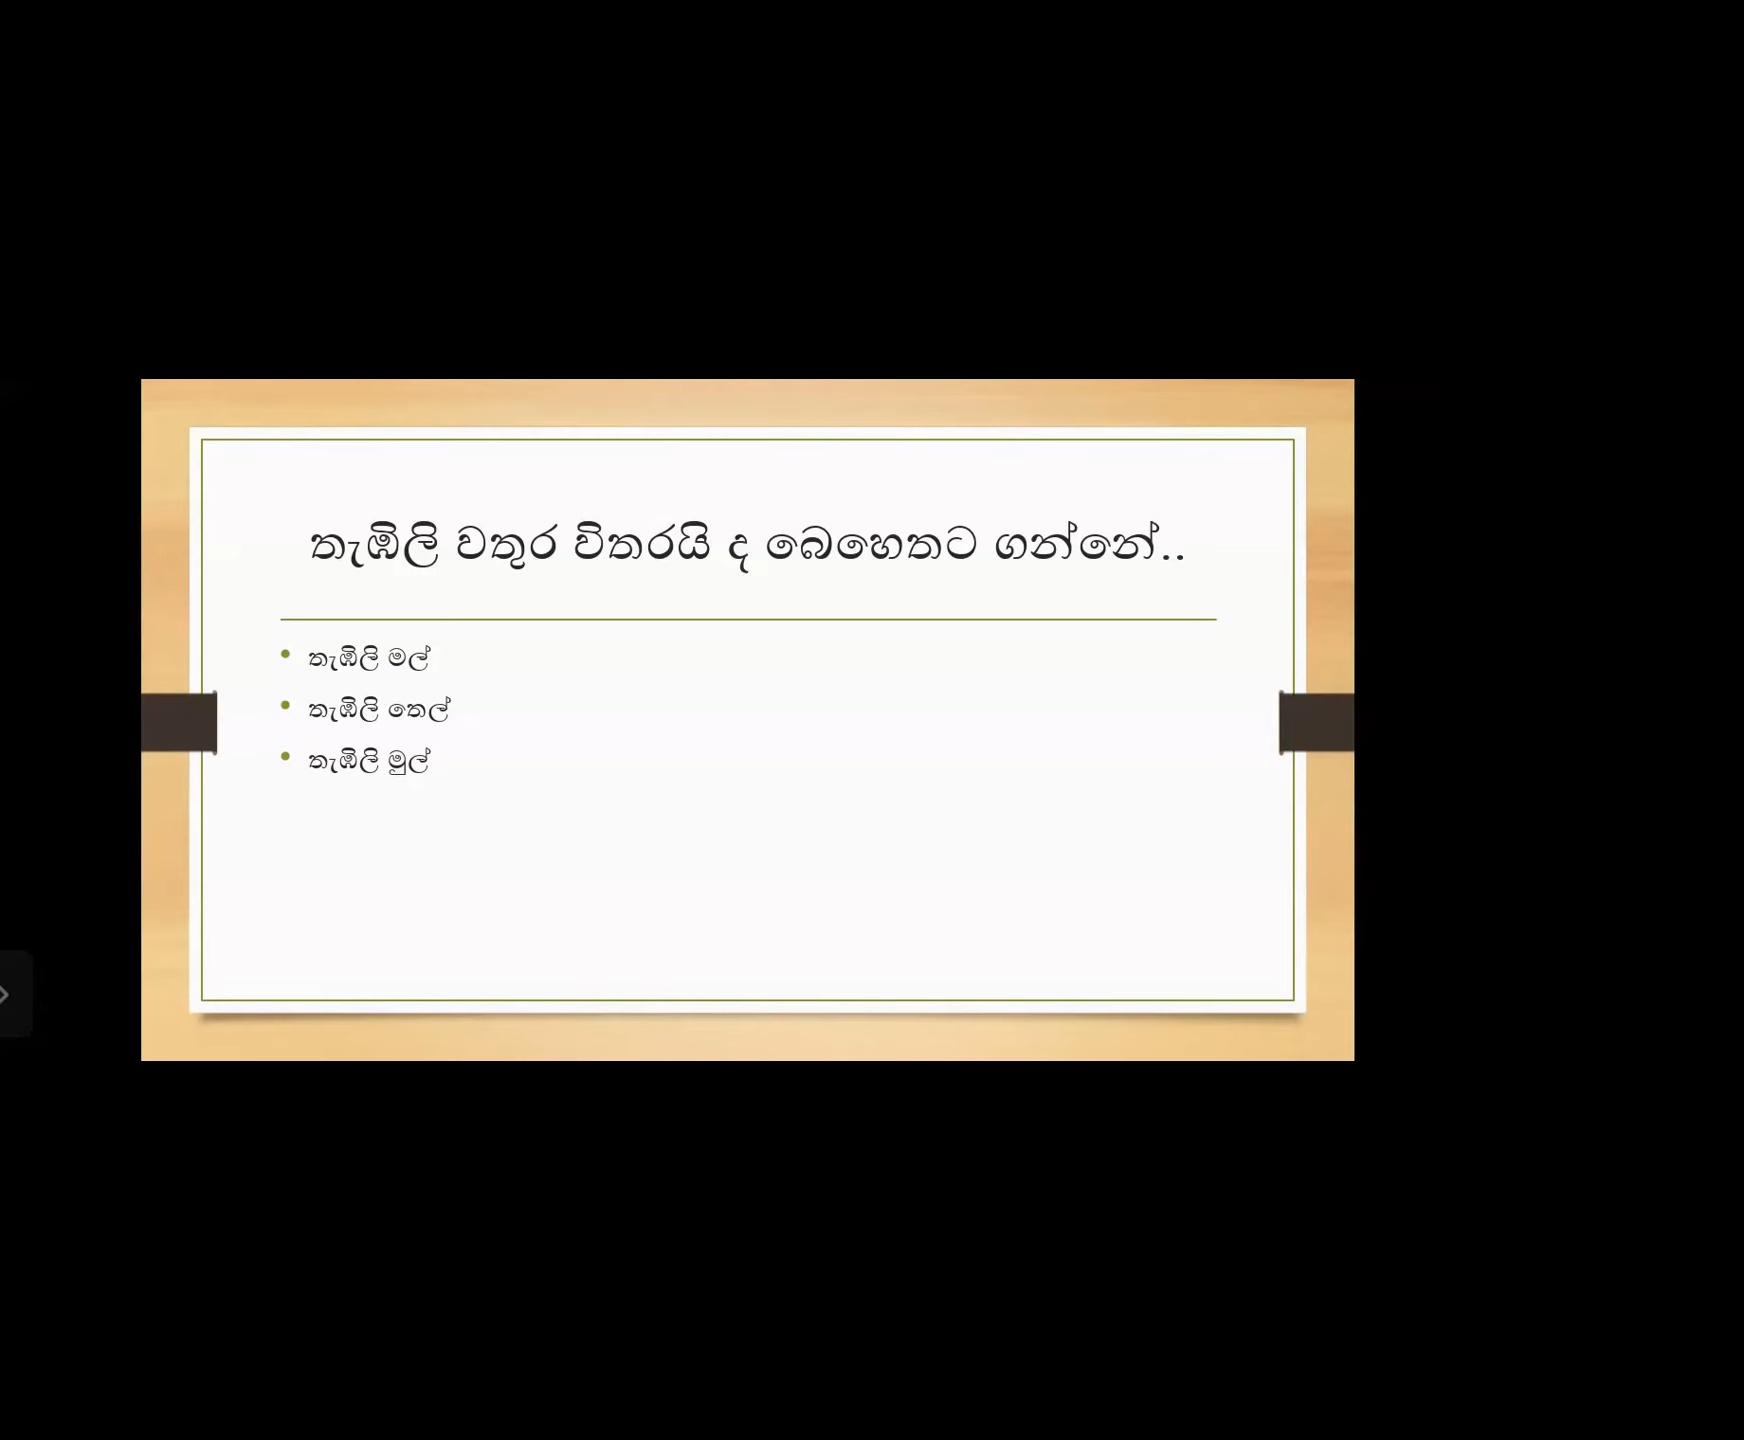 තැඹිලි වතුර විතරයි ද බෙහෙතට ගන්නේ..
• තැඹිලි මල්
• තැඹිලි තෙල්
• තැඹිලි මුල්